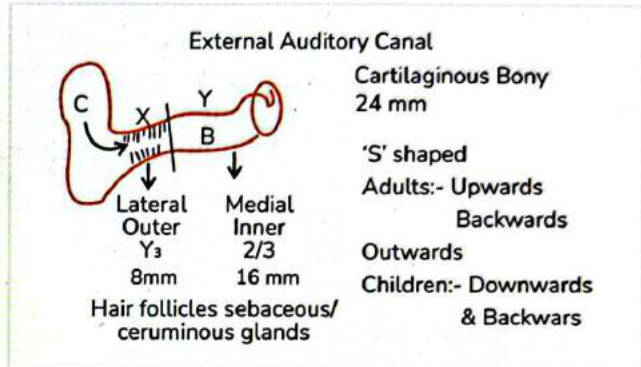 External Auditory Canal
Cartilaginous Bony
24 mm
C
X
Y
B
'S' shaped
Adults:- Upwards
Backwards
Outwards
Children:- Downwards
& Backwars
Lateral
Outer
Y₃
8mm
Medial
Inner
2/3
16 mm
Hair follicles sebaceous/
ceruminous glands